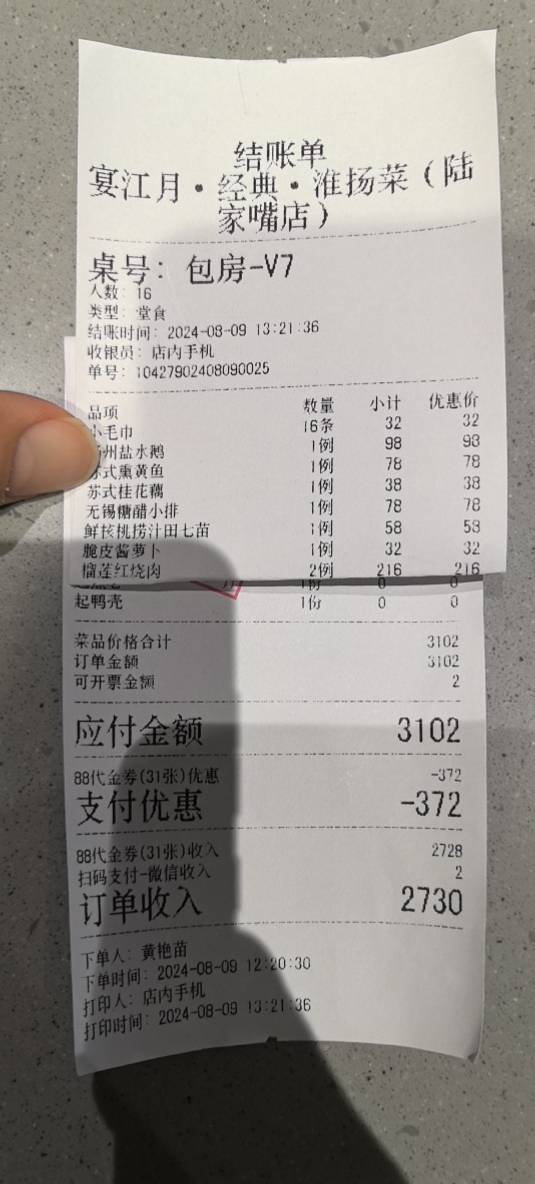 结账单
宴江月·经典·淮扬菜（陆
家嘴店）
桌号: 包房-V7
人数: 16
类型: 堂食
结账时间: 2024-08-09 13:21:36
收银员: 店内手机
单号: 10427902408090025
品项 数量 小计 优惠价
小毛巾 16条 32 32
州盐水鹅 1例 98 98
苏式熏黄鱼 1例 78 78
苏式桂花藕 1例 38 38
无锡糖醋小排 1例 78 78
鲜核桃捞汁田七苗 1例 58 58
脆皮酱萝卜 1例 32 32
榴莲红烧肉 2例 216 216
1份 0 0
起鸭壳 1份 0 0
菜品价格合计 3102
订单金额 3102
可开票金额 2
应付金额 3102
88代金券(31张)优惠 -372
支付优惠 -372
88代金券(31张)收入 2728
扫码支付-微信收入 2
订单收入 2730
下单人: 黄艳苗
下单时间: 2024-08-09 12:20:30
打印人: 店内手机
打印时间: 2024-08-09 13:21:36